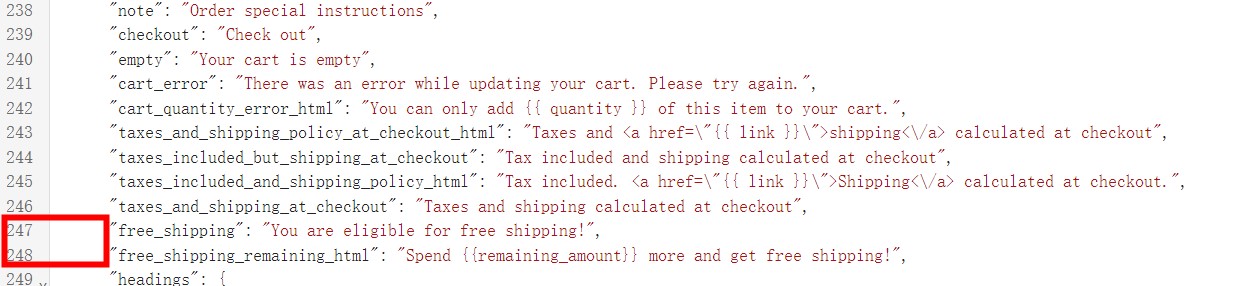 238 "note": "Order special instructions",
239 "checkout": "Check out",
240 "empty": "Your cart is empty",
241 "cart_error": "There was an error while updating your cart. Please try again.",
242 "cart_quantity_error_html": "You can only add {{ quantity }} of this item to your cart.",
243 "taxes_and_shipping_policy_at_checkout_html": "Taxes and <a href=\"{{ link }}\">shipping<\/a> calculated at checkout",
244 "taxes_included_but_shipping_at_checkout": "Tax included and shipping calculated at checkout",
245 "taxes_included_and_shipping_policy_html": "Tax included. <a href=\"{{ link }}\">Shipping<\/a> calculated at checkout.",
246 "taxes_and_shipping_at_checkout": "Taxes and shipping calculated at checkout",
247 "free_shipping": "You are eligible for free shipping!",
248 "free_shipping_remaining_html": "Spend {{remaining_amount}} more and get free shipping!",
249 "headings": {